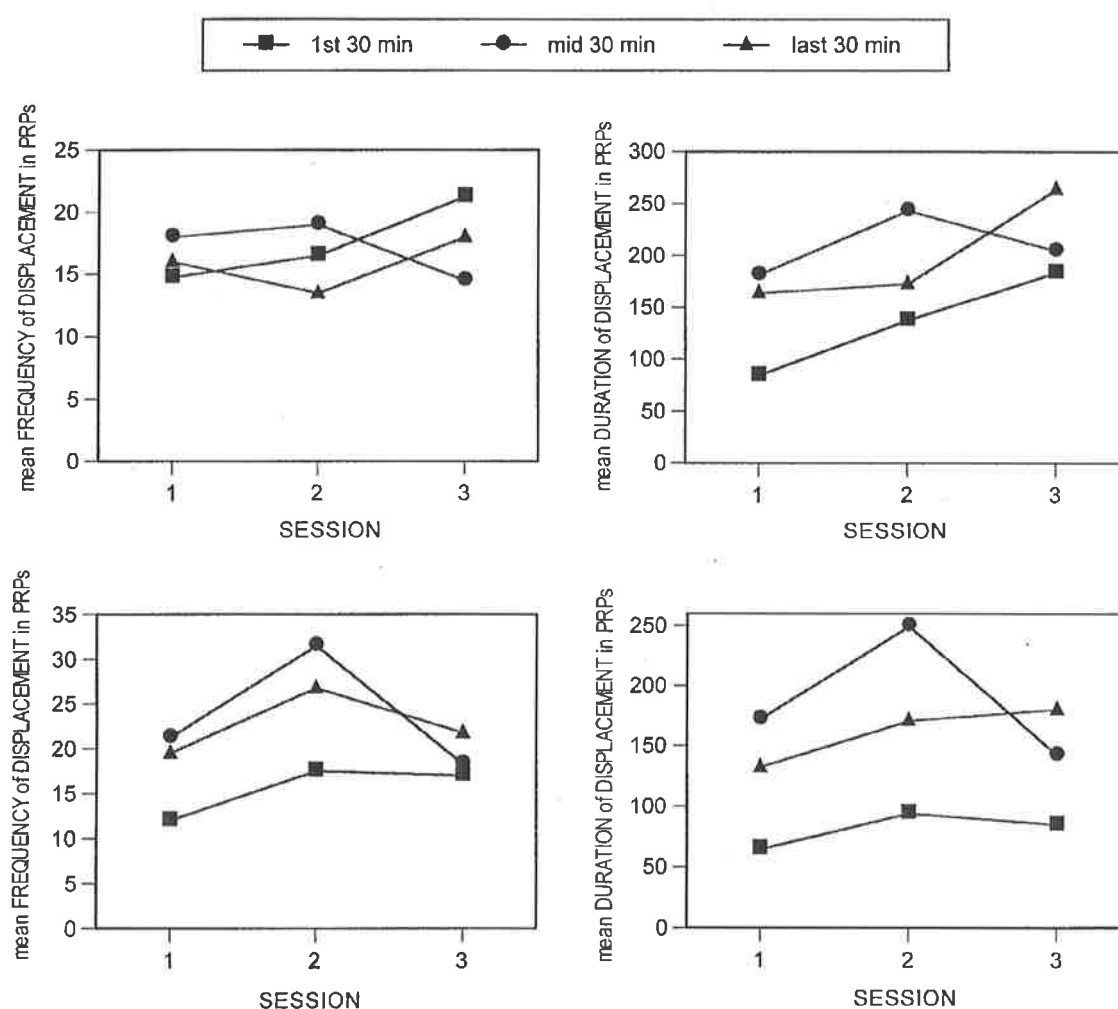 1st 30 min mid 30 min last 30 min
mean FREQUENCY of DISPLACEMENT in PRPs
25
20
15
10
5
0
1 2 3
SESSION
mean DURATION of DISPLACEMENT in PRPs
300
250
200
150
100
50
0
1 2 3
SESSION
mean FREQUENCY of DISPLACEMENT in PRPs
35
30
25
20
15
10
5
0
1 2 3
SESSION
mean DURATION of DISPLACEMENT in PRPs
250
200
150
100
50
0
1 2 3
SESSION